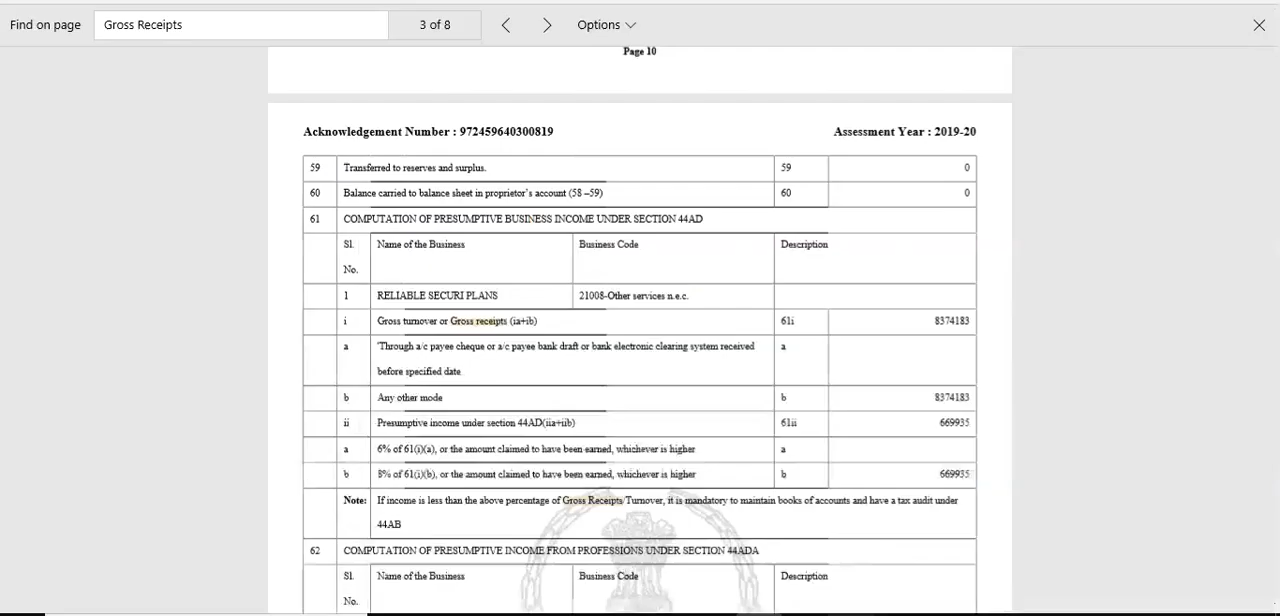 Find on page Gross Receipts 3 of 8 Options
Page 10
Acknowledgement Number : 972459640300819 Assessment Year : 2019-20
59 Transferred to reserves and surplus. 59 0
60 Balance carried to balance sheet in proprietor's account (58 –59) 60 0
61 COMPUTATION OF PRESUMPTIVE BUSINESS INCOME UNDER SECTION 44AD
Sl. Name of the Business Business Code Description
No.
1 RELIABLE SECURI PLANS 21008-Other services n.e.c.
i Gross turnover or Gross receipts (ia+ib) 61i 8374183
a 'Through a/c payee cheque or a/c payee bank draft or bank electronic clearing system received a
before specified date
b Any other mode b 8374183
ii Presumptive income under section 44AD(iia+iib) 61ii 669935
a 6% of 61(i)(a), or the amount claimed to have been earned, whichever is higher a
b 8% of 61(i)(b), or the amount claimed to have been earned, whichever is higher b 669935
Note: If income is less than the above percentage of Gross Receipts/Turnover, it is mandatory to maintain books of accounts and have a tax audit under
44AB
62 COMPUTATION OF PRESUMPTIVE INCOME FROM PROFESSIONS UNDER SECTION 44ADA
Sl. Name of the Business Business Code Description
No.